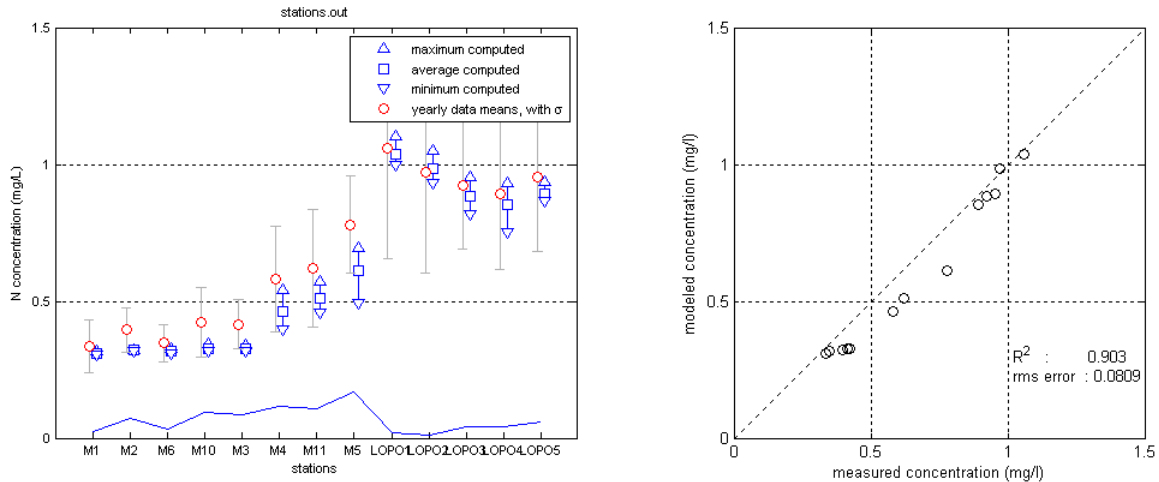 stations.out
1.5
1
0.5
0
N concentration (mg/L)
maximum computed
average computed
minimum computed
yearly data means, with σ
M1 M2 M6 M10 M3 M4 M11 M5 LOPO1 LOPO2 LOPO3 LOPO4 LOPO5
stations
1.5
1
0.5
0
modeled concentration (mg/l)
R² : 0.903
rms error : 0.0809
0 0.5 1 1.5
measured concentration (mg/l)